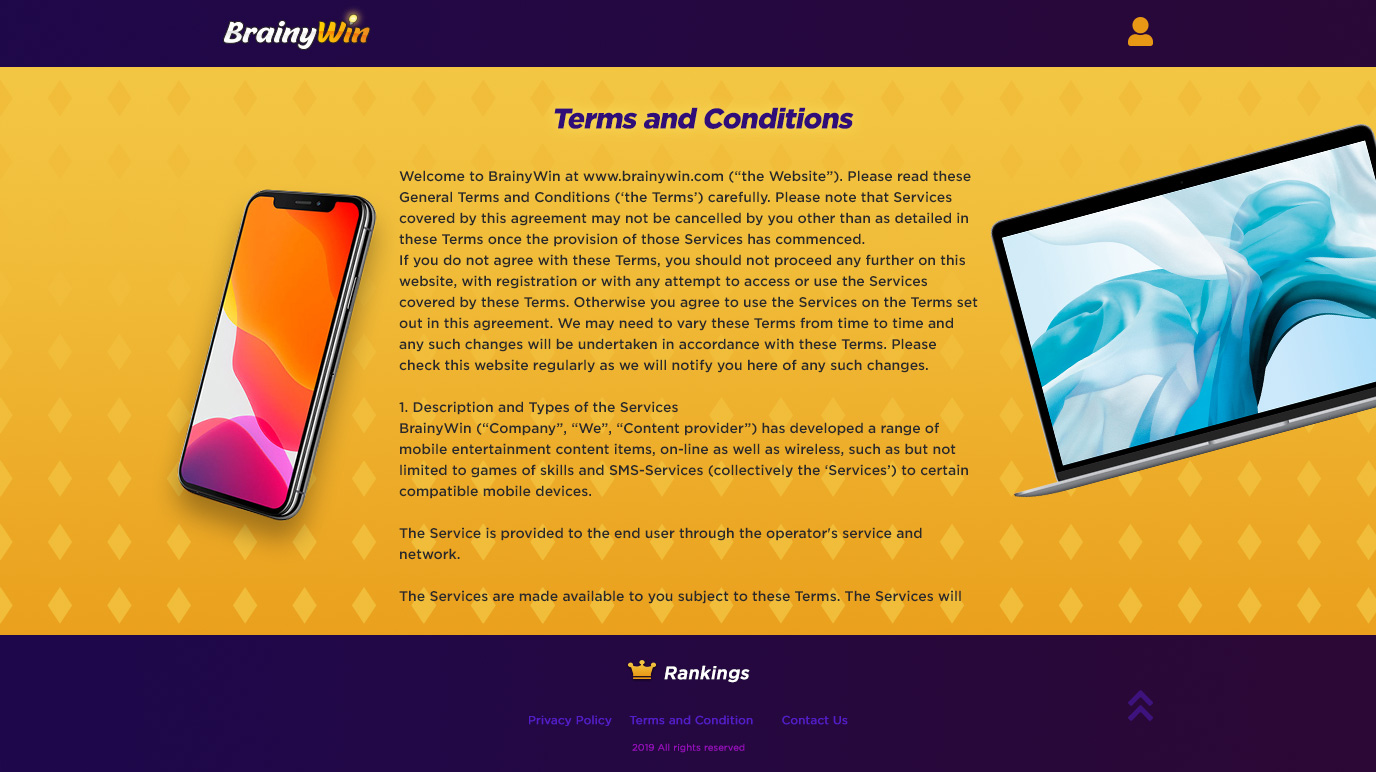 BrainyWin
Terms and Conditions
Welcome to BrainyWin at www.brainywin.com (“the Website”). Please read these
General Terms and Conditions (‘the Terms’) carefully. Please note that Services
covered by this agreement may not be cancelled by you other than as detailed in
these Terms once the provision of those Services has commenced.
If you do not agree with these Terms, you should not proceed any further on this
website, with registration or with any attempt to access or use the Services
covered by these Terms. Otherwise you agree to use the Services on the Terms set
out in this agreement. We may need to vary these Terms from time to time and
any such changes will be undertaken in accordance with these Terms. Please
check this website regularly as we will notify you here of any such changes.
1. Description and Types of the Services
BrainyWin (“Company”, “We”, “Content provider”) has developed a range of
mobile entertainment content items, on-line as well as wireless, such as but not
limited to games of skills and SMS-Services (collectively the ‘Services’) to certain
compatible mobile devices.
The Service is provided to the end user through the operator's service and
network.
The Services are made available to you subject to these Terms. The Services will
Rankings
Privacy Policy Terms and Condition Contact Us
2019 All rights reserved